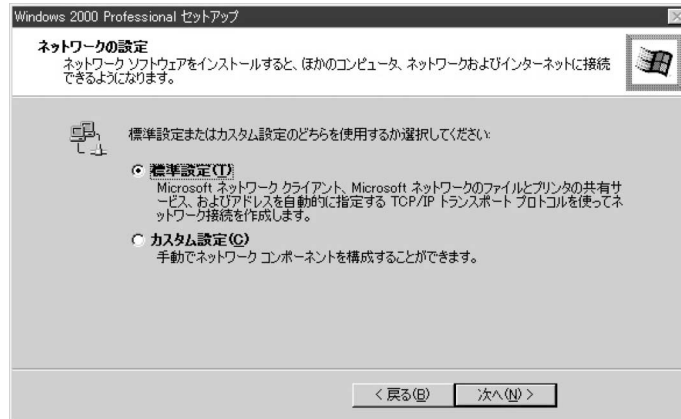 Windows 2000 Professional セットアップ
ネットワークの設定
ネットワーク ソフトウェアをインストールすると、ほかのコンピュータ、ネットワークおよびインターネットに接続
できるようになります。
標準設定またはカスタム設定のどちらを使用するか選択してください:
標準設定(T)
Microsoft ネットワーク クライアント、Microsoft ネットワークのファイルとプリンタの共有サ
ービス、およびアドレスを自動的に指定する TCP/IP トランスポート プロトコルを使ってネ
ットワーク接続を作成します。
カスタム設定(C)
手動でネットワーク コンポーネントを構成することができます。
< 戻る(B) 次へ(N) >